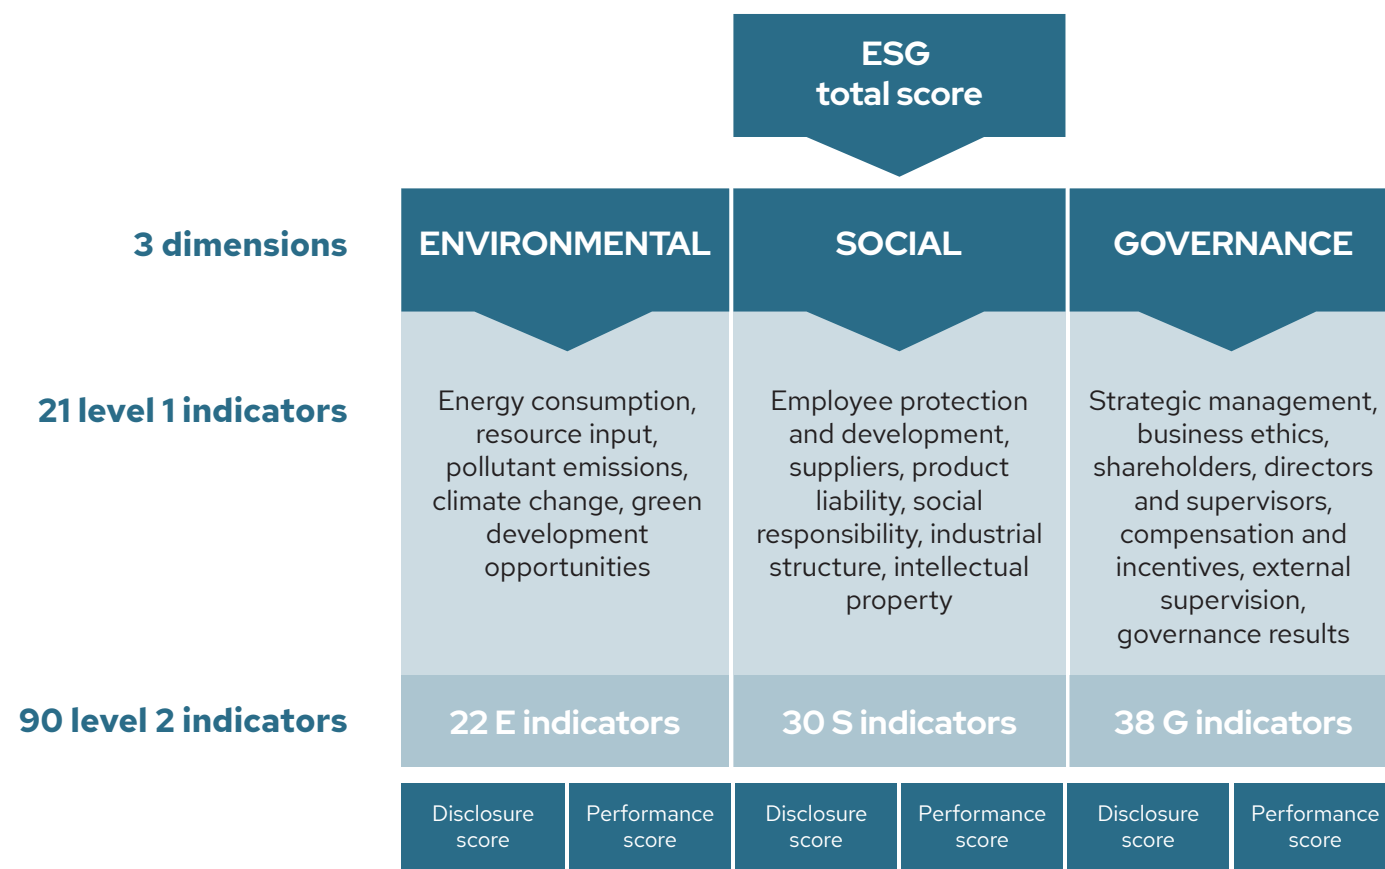 ESG
total score
3 dimensions
ENVIRONMENTAL
SOCIAL
GOVERNANCE
21 level 1 indicators
Energy consumption,
resource input,
pollutant emissions,
climate change, green
development
opportunities
Employee protection
and development,
suppliers, product
liability, social
responsibility, industrial
structure, intellectual
property
Strategic management,
business ethics,
shareholders, directors
and supervisors,
compensation and
incentives, external
supervision,
governance results
90 level 2 indicators
22 E indicators
30 S indicators
38 G indicators
Disclosure
score
Performance
score
Disclosure
score
Performance
score
Disclosure
score
Performance
score